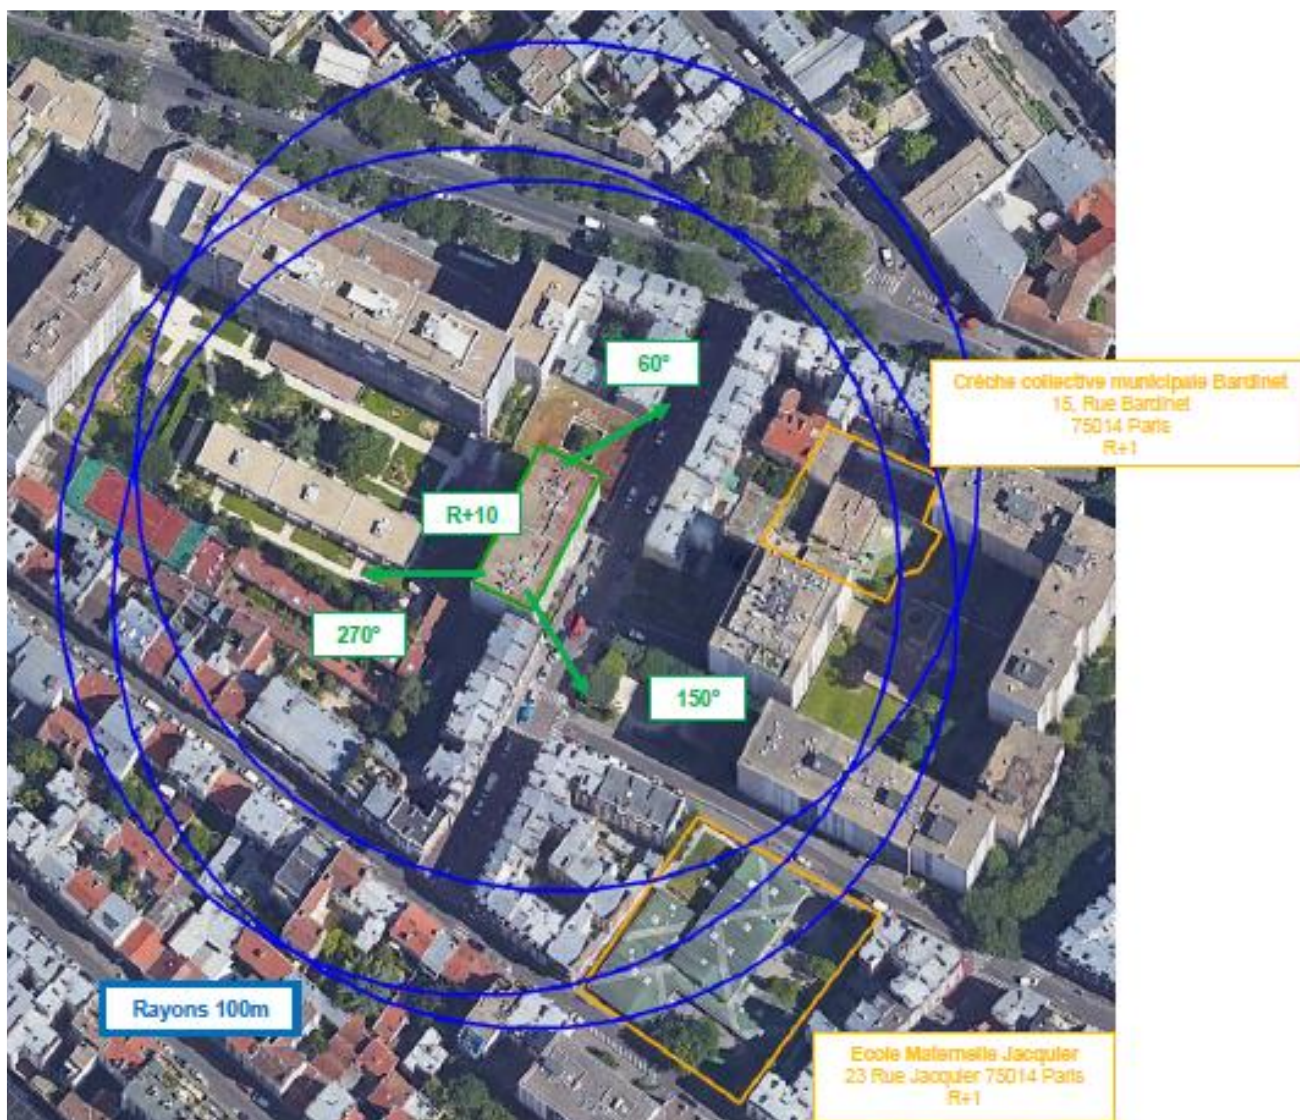 60°
Crèche collective municipale Bardinet
15, Rue Bardinet
75014 Paris
R+1
R+10
270°
150°
Rayons 100m
Ecole Maternelle Jacquier
23 Rue Jacquier 75014 Paris
R+1